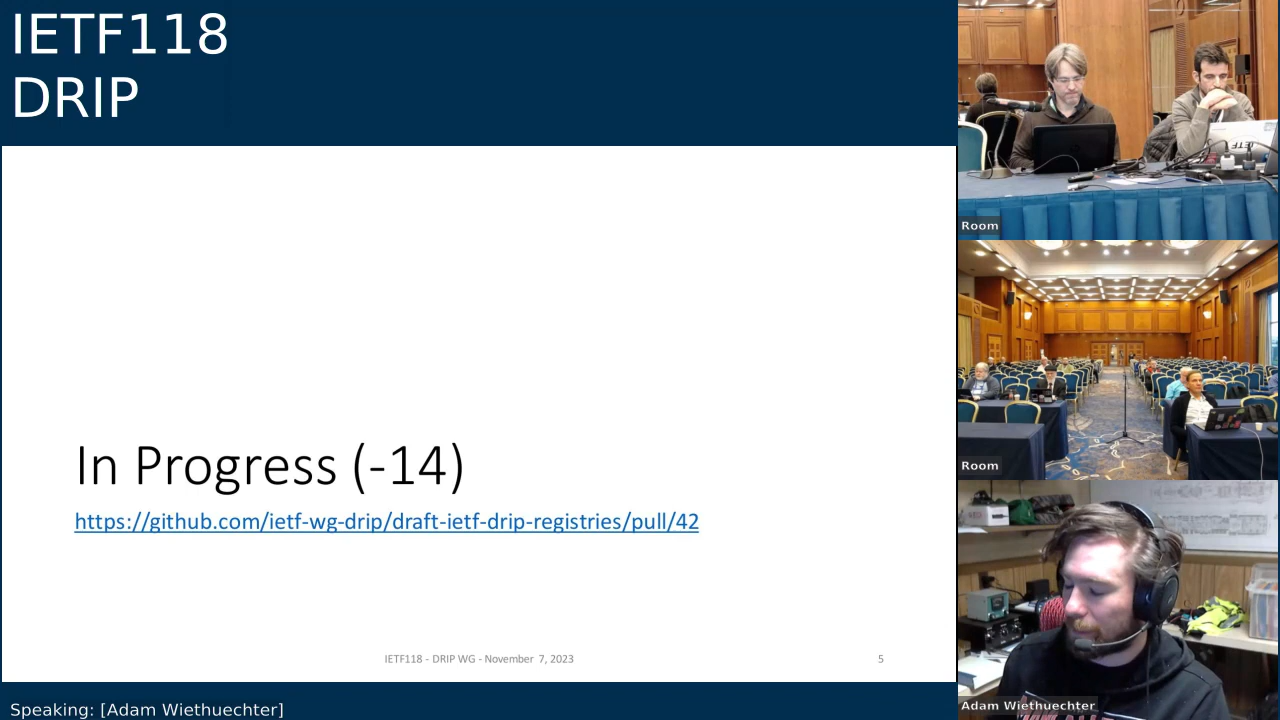 IETF118
DRIP
In Progress (-14)
https://github.com/ietf-wg-drip/draft-ietf-drip-registries/pull/42
IETF118 - DRIP WG - November 7, 2023
5
Speaking: [Adam Wiethuechter]
Room
IETF
Room
Adam Wiethuechter